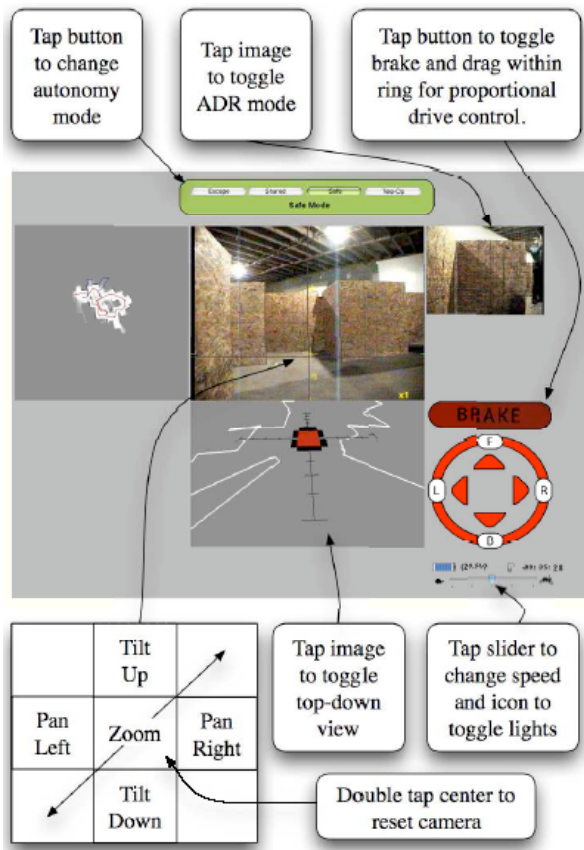 Tap button
to change
autonomy
mode
Tap image
to toggle
ADR mode
Tap button to toggle
brake and drag within
ring for proportional
drive control.
Escape
Shared
Safe
Safe Mode
x1
BRAKE
F
L
R
B
Tilt
Up
Pan
Left
Zoom
Pan
Right
Tilt
Down
Tap image
to toggle
top-down
view
Tap slider to
change speed
and icon to
toggle lights
Double tap center to
reset camera